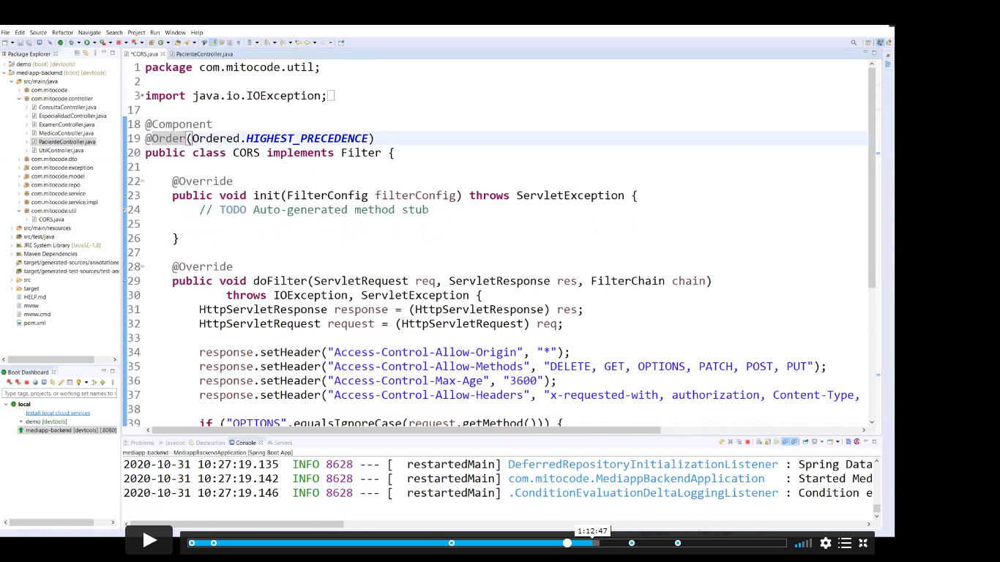 File Edit Source Refactor Navigate Search Project Run Window Help
Package Explorer
demo [boot] [devtools]
mediapp-backend [boot] [devtools]
src/main/java
com.mitocode
com.mitocode.controller
ConsultaController.java
EspecialidadController.java
ExamenController.java
MedicoController.java
PacienteController.java
UtilController.java
com.mitocode.dto
com.mitocode.exception
com.mitocode.model
com.mitocode.repo
com.mitocode.service
com.mitocode.service.impl
com.mitocode.util
CORS.java
src/main/resources
src/test/java
JRE System Library [JavaSE-1.8]
Maven Dependencies
target/generated-sources/annotations
target/generated-test-sources/test-an
src
target
HELP.md
mvnw
mvnw.cmd
pom.xml
Boot Dashboard
Type tags, projects, or working set names to
local
Install local cloud services
demo [devtools]
mediapp-backend [devtools] [:8080]
*CORS.java PacienteController.java
1 package com.mitocode.util;
2
3 import java.io.IOException;
17
18 @Component
19 @Order(Ordered.HIGHEST_PRECEDENCE)
20 public class CORS implements Filter {
21
22 @Override
23 public void init(FilterConfig filterConfig) throws ServletException {
24 // TODO Auto-generated method stub
25
26 }
27
28 @Override
29 public void doFilter(ServletRequest req, ServletResponse res, FilterChain chain)
30 throws IOException, ServletException {
31 HttpServletResponse response = (HttpServletResponse) res;
32 HttpServletRequest request = (HttpServletRequest) req;
33
34 response.setHeader("Access-Control-Allow-Origin", "*");
35 response.setHeader("Access-Control-Allow-Methods", "DELETE, GET, OPTIONS, PATCH, POST, PUT");
36 response.setHeader("Access-Control-Max-Age", "3600");
37 response.setHeader("Access-Control-Allow-Headers", "x-requested-with, authorization, Content-Type,
38
39 if ("OPTIONS".equalsIgnoreCase(request.getMethod())) {
Problems Javadoc Declaration Console Servers
mediapp-backend - MediappBackendApplication [Spring Boot App]
2020-10-31 10:27:19.135 INFO 8628 --- [ restartedMain] DeferredRepositoryInitializationListener : Spring Data
2020-10-31 10:27:19.142 INFO 8628 --- [ restartedMain] com.mitocode.MediappBackendApplication : Started Med
2020-10-31 10:27:19.146 INFO 8628 --- [ restartedMain] .ConditionEvaluationDeltaLoggingListener : Condition e
1:12:47